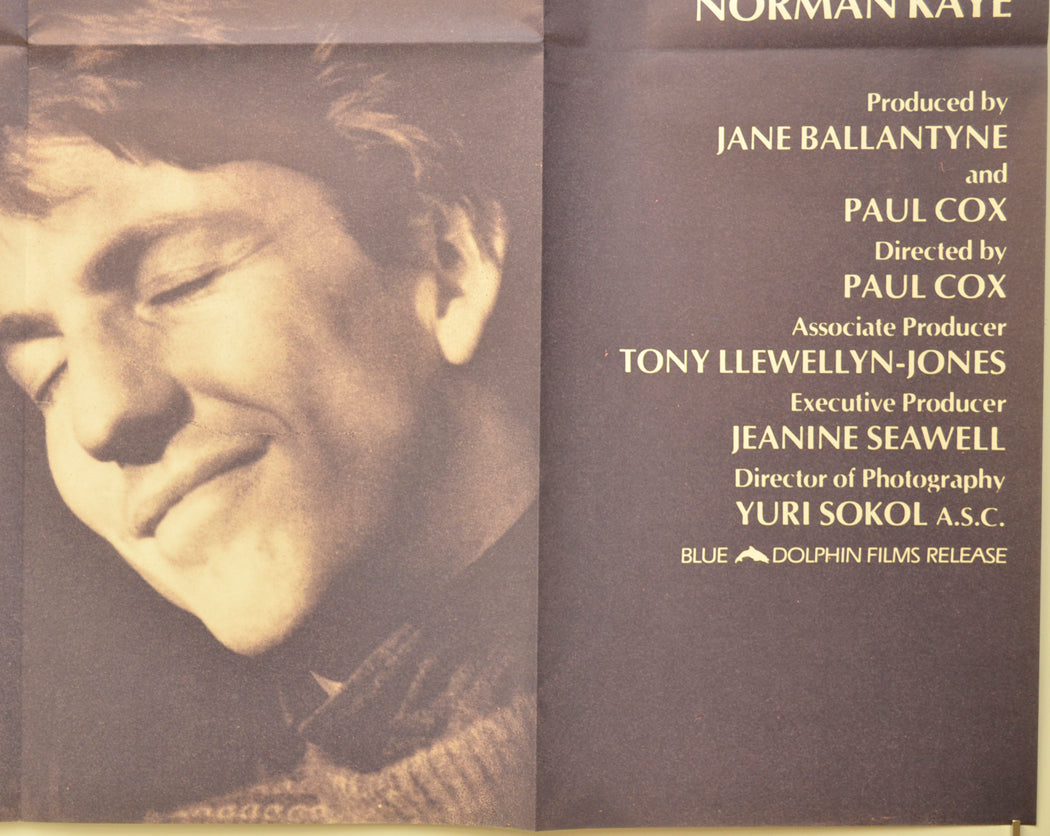 NORMAN KAYE
Produced by
JANE BALLANTYNE
and
PAUL COX
Directed by
PAUL COX
Associate Producer
TONY LLEWELLYN-JONES
Executive Producer
JEANINE SEAWELL
Director of Photography
YURI SOKOL A.S.C.
BLUE DOLPHIN FILMS RELEASE